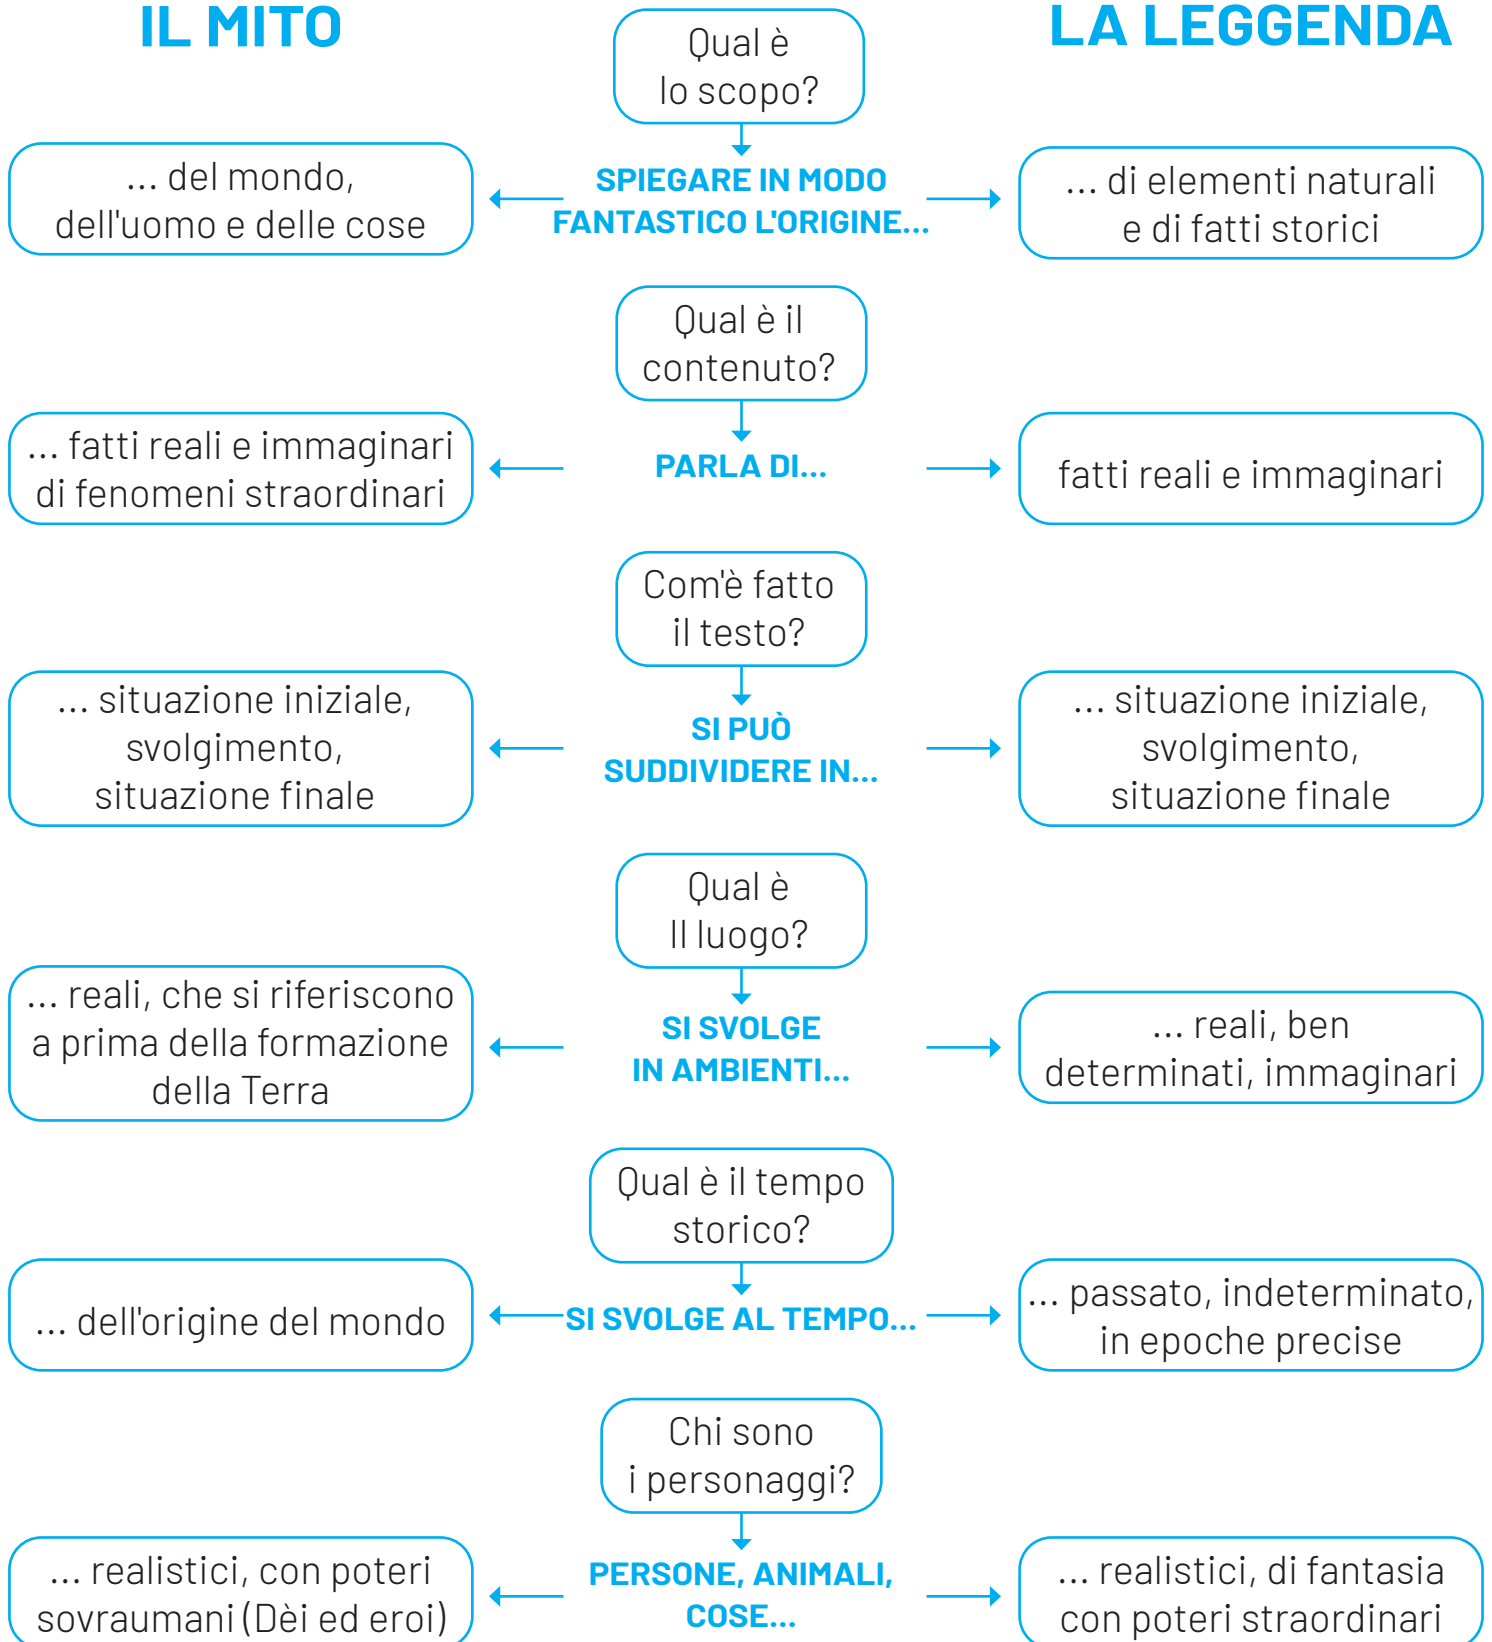 IL MITO
LA LEGGENDA
Qual è
lo scopo?
SPIEGARE IN MODO
FANTASTICO L'ORIGINE...
... del mondo,
dell'uomo e delle cose
... di elementi naturali
e di fatti storici
Qual è il
contenuto?
PARLA DI...
... fatti reali e immaginari
di fenomeni straordinari
fatti reali e immaginari
Com'è fatto
il testo?
SI PUÒ
SUDDIVIDERE IN...
... situazione iniziale,
svolgimento,
situazione finale
... situazione iniziale,
svolgimento,
situazione finale
Qual è
Il luogo?
SI SVOLGE
IN AMBIENTI...
... reali, che si riferiscono
a prima della formazione
della Terra
... reali, ben
determinati, immaginari
Qual è il tempo
storico?
SI SVOLGE AL TEMPO...
... dell'origine del mondo
... passato, indeterminato,
in epoche precise
Chi sono
i personaggi?
PERSONE, ANIMALI,
COSE...
... realistici, con poteri
sovraumani (Dèi ed eroi)
... realistici, di fantasia
con poteri straordinari